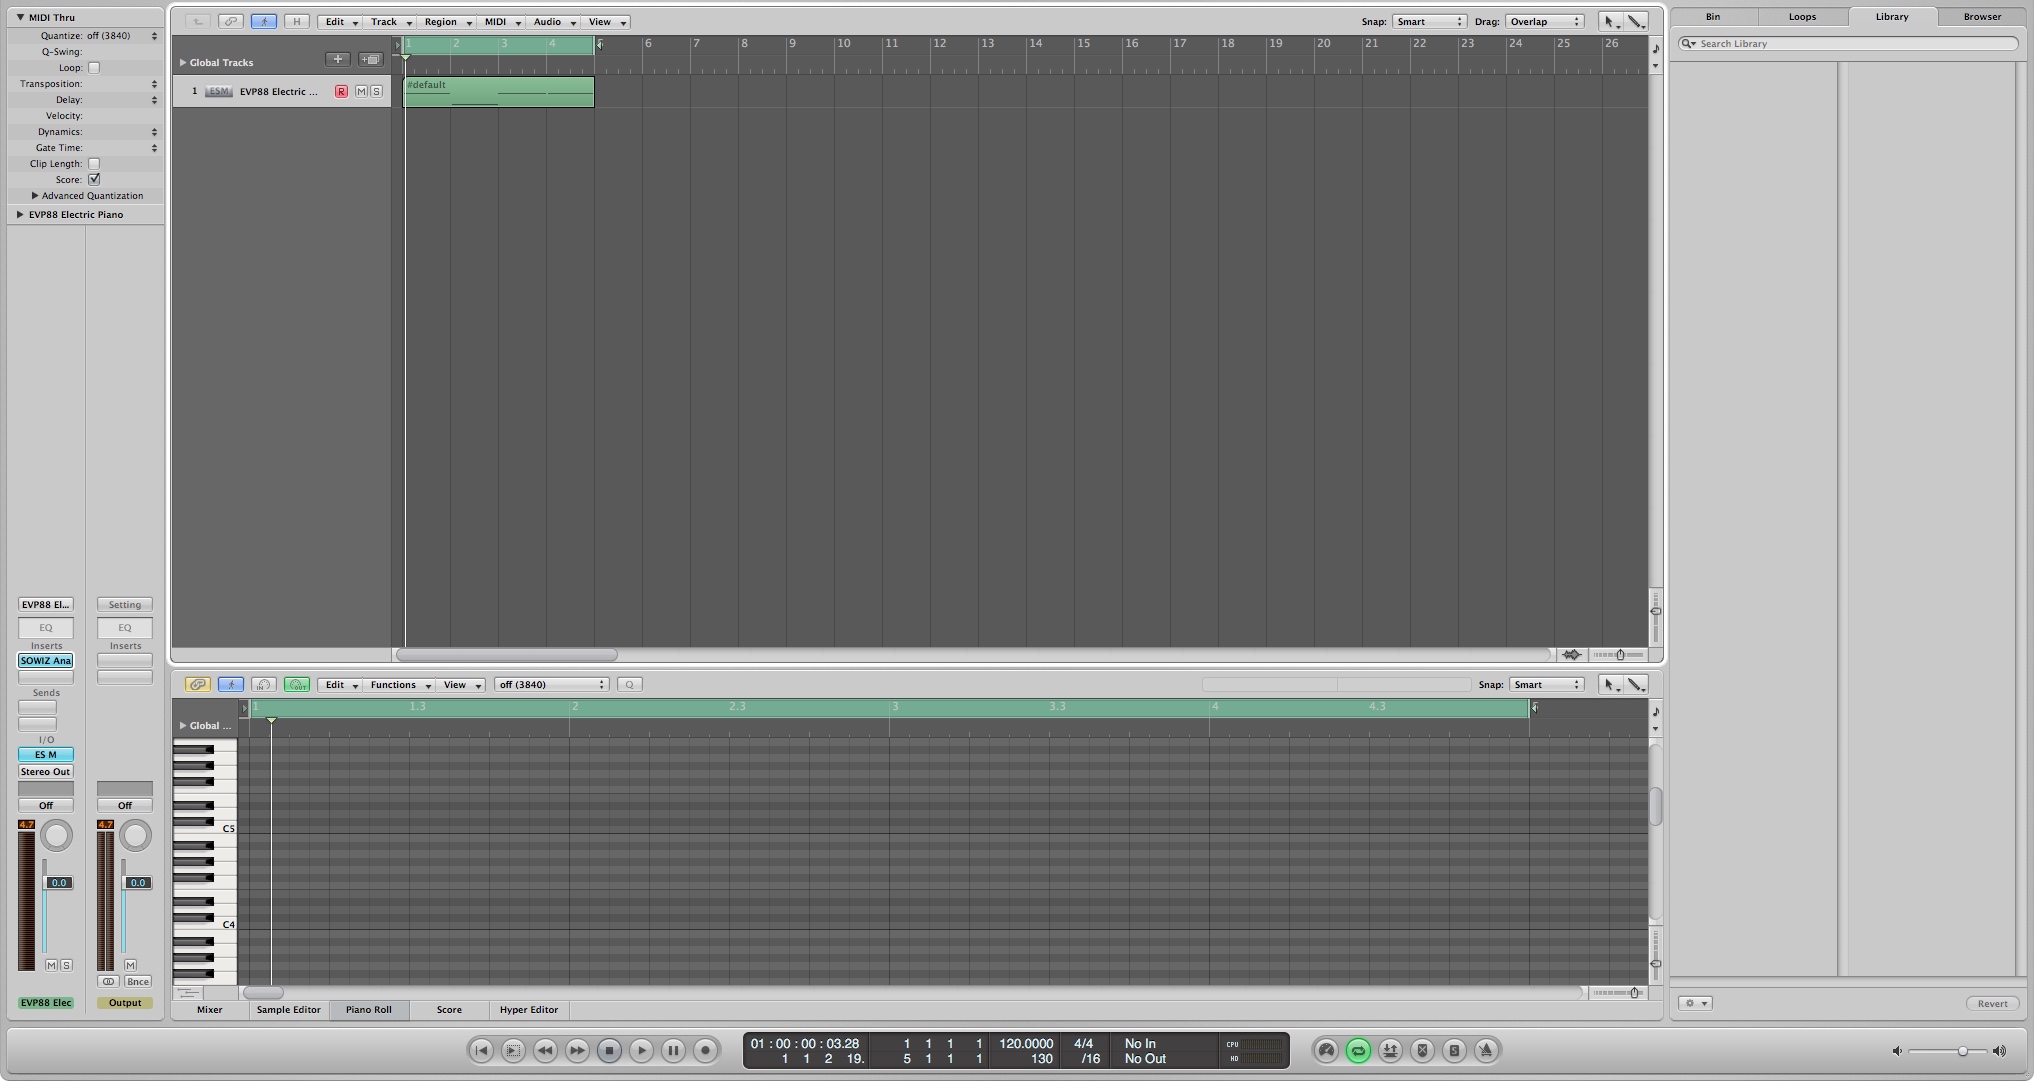 MIDI Thru
Quantize: off (3840)
Q-Swing:
Loop:
Transposition:
Delay:
Velocity:
Dynamics:
Gate Time:
Clip Length:
Score:
Advanced Quantization
EVP88 Electric Piano
EVP88 El... Setting
EQ EQ
Inserts Inserts
SOWIZ Ana
Sends
I/O
ES M
Stereo Out
Off Off
4.7 4.7
0.0 0.0
M S M
Bnce
EVP88 Elec Output
H Edit Track Region MIDI Audio View Snap: Smart Drag: Overlap
1 2 3 4 5 6 7 8 9 10 11 12 13 14 15 16 17 18 19 20 21 22 23 24 25 26
Global Tracks
1 ESM EVP88 Electric ... R M S
#default
IN OUT Edit Functions View off (3840) Q Snap: Smart
1 1.3 2 2.3 3 3.3 4 4.3 5
Global ...
C5
C4
Mixer Sample Editor Piano Roll Score Hyper Editor
Bin Loops Library Browser
Search Library
Revert
01 : 00 : 00 : 03.28 1 1 1 1 120.0000 4/4 No In CPU
1 1 2 19. 5 1 1 1 130 /16 No Out HD
S